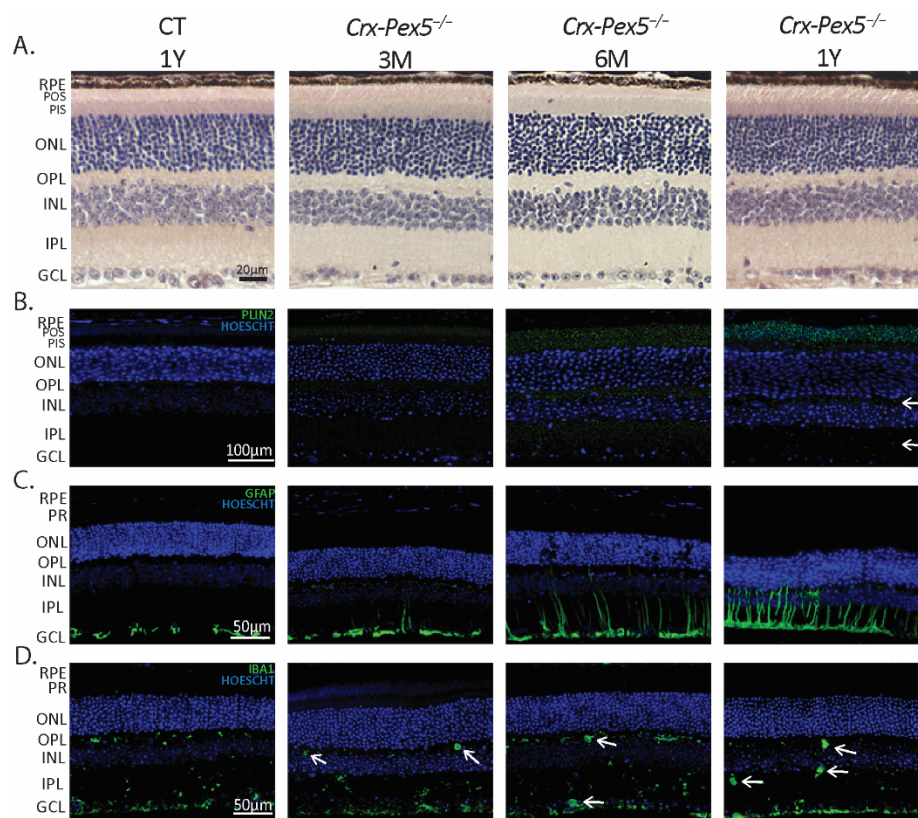 CT Crx-Pex5⁻/⁻ Crx-Pex5⁻/⁻ Crx-Pex5⁻/⁻
1Y 3M 6M 1Y
A.
RPE
POS
PIS
ONL
OPL
INL
IPL
GCL
20µm
B.
PLIN2
HOESCHT
RPE
POS
PIS
ONL
OPL
INL
IPL
GCL
100µm
C.
GFAP
HOESCHT
RPE
PR
ONL
OPL
INL
IPL
GCL
50µm
D.
IBA1
HOESCHT
RPE
PR
ONL
OPL
INL
IPL
GCL
50µm